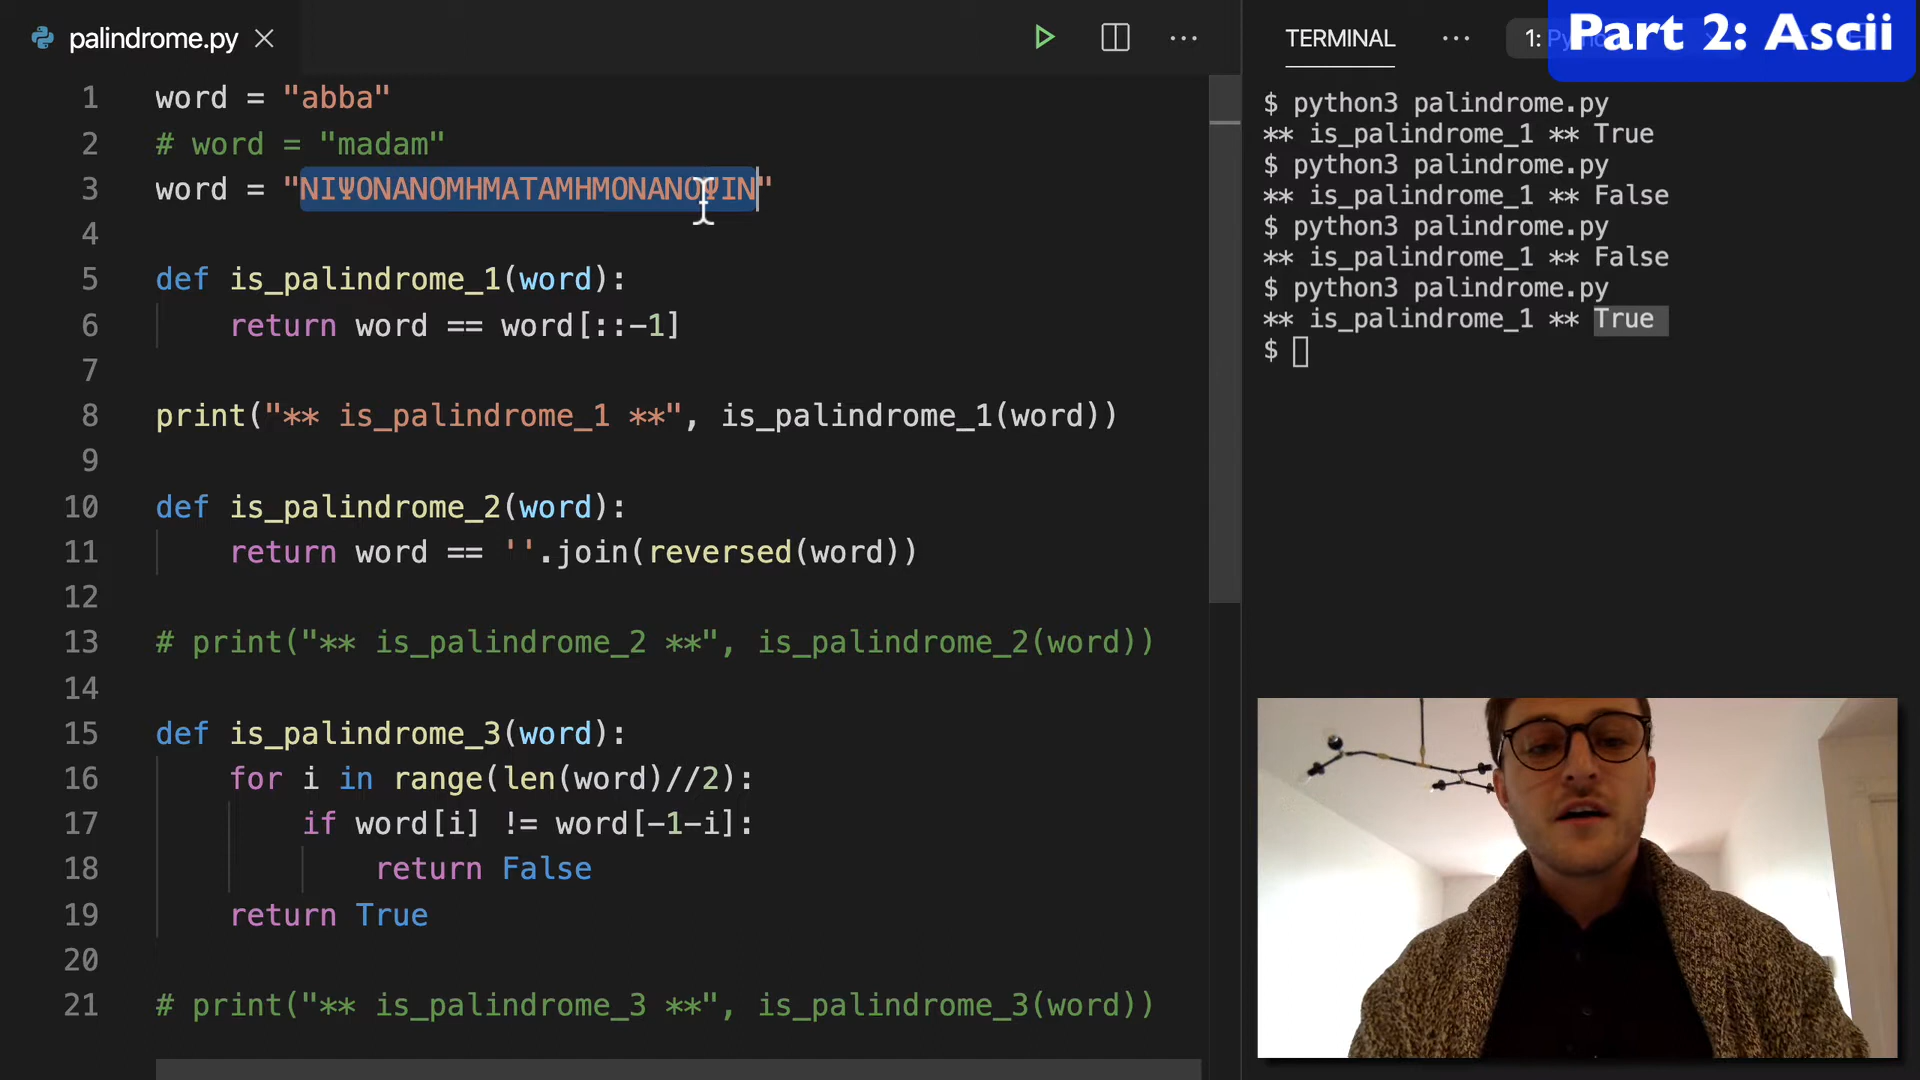 palindrome.py
1 word = "abba"
2 # word = "madam"
3 word = "ΝΙΨΟΝΑΝΟΜΗΜΑΤΑΜΗΜΟΝΑΝΟΨΙΝ"
4
5 def is_palindrome_1(word):
6 return word == word[::-1]
7
8 print("** is_palindrome_1 **", is_palindrome_1(word))
9
10 def is_palindrome_2(word):
11 return word == ''.join(reversed(word))
12
13 # print("** is_palindrome_2 **", is_palindrome_2(word))
14
15 def is_palindrome_3(word):
16 for i in range(len(word)//2):
17 if word[i] != word[-1-i]:
18 return False
19 return True
20
21 # print("** is_palindrome_3 **", is_palindrome_3(word))
TERMINAL
1:
Part 2: Ascii
$ python3 palindrome.py
** is_palindrome_1 ** True
$ python3 palindrome.py
** is_palindrome_1 ** False
$ python3 palindrome.py
** is_palindrome_1 ** False
$ python3 palindrome.py
** is_palindrome_1 ** True
$